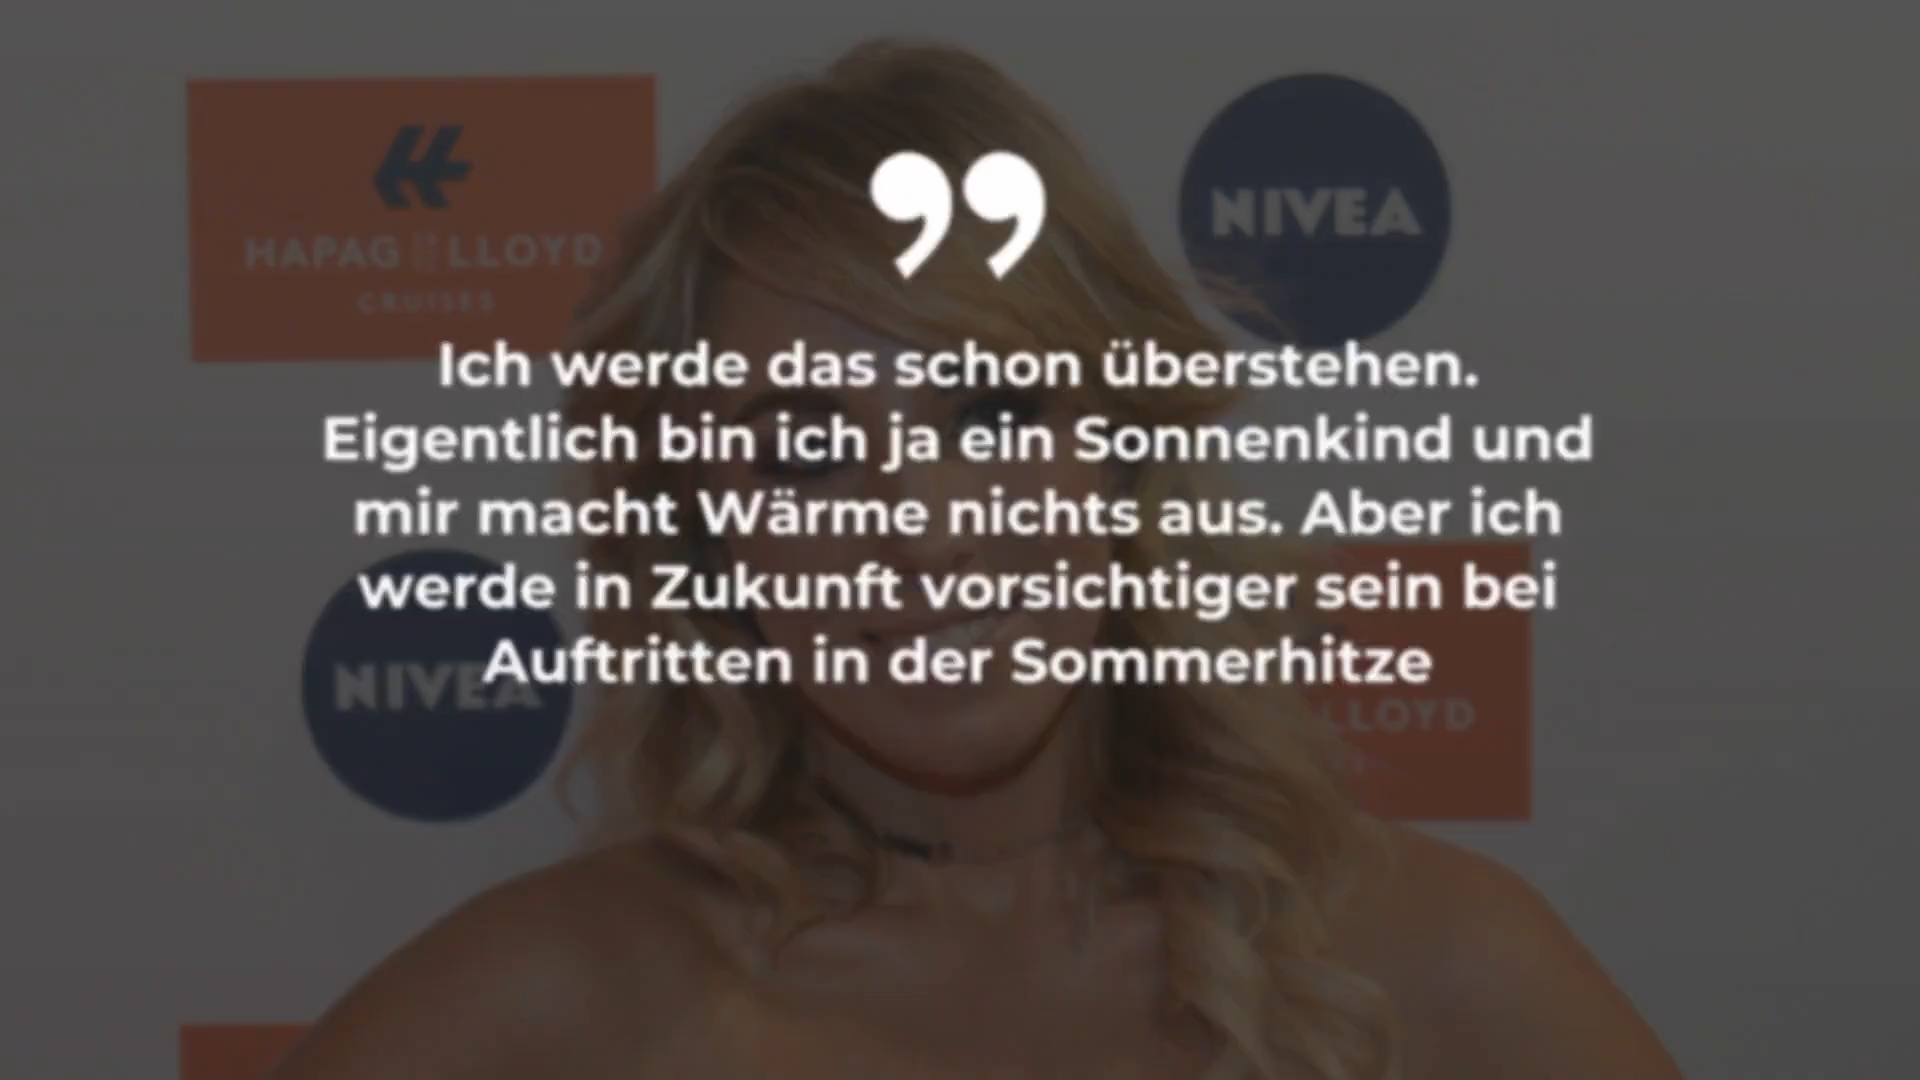 HAPAG LLOYD
CRUISES
NIVEA
Ich werde das schon überstehen.
Eigentlich bin ich ja ein Sonnenkind und
mir macht Wärme nichts aus. Aber ich
werde in Zukunft vorsichtiger sein bei
Auftritten in der Sommerhitze
NIVEA
LLOYD